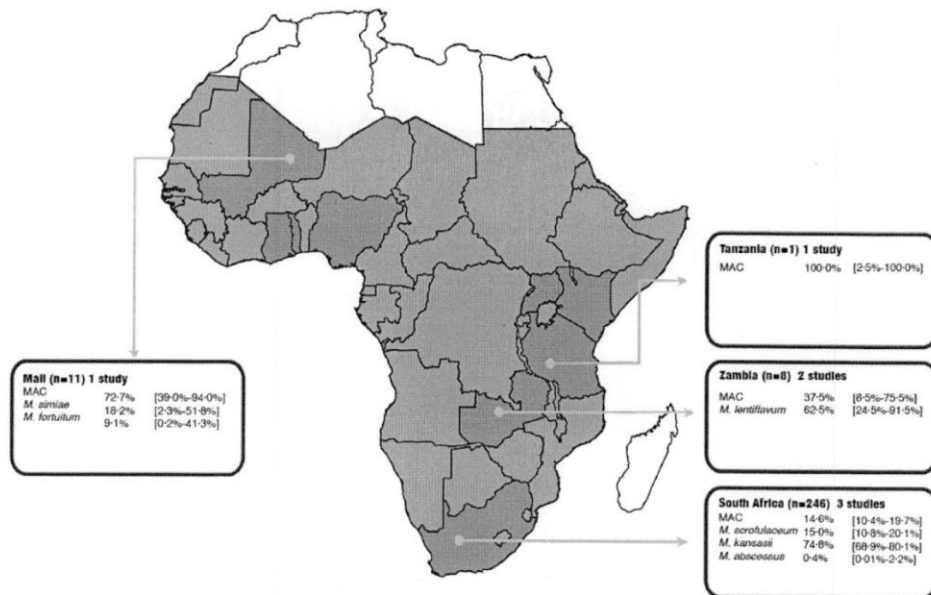 Tanzania (n=1) 1 study
MAC 100·0% [2·5%-100·0%]
Mali (n=11) 1 study
MAC 72·7% [39·0%-94·0%]
M. simiae 18·2% [2·3%-51·8%]
M. fortuitum 9·1% [0·2%-41·3%]
Zambia (n=8) 2 studies
MAC 37·5% [8·5%-75·5%]
M. lentiflavum 62·5% [24·5%-91·5%]
South Africa (n=246) 3 studies
MAC 14·6% [10·4%-19·7%]
M. scrofulaceum 15·0% [10·8%-20·1%]
M. kansasii 74·8% [68·9%-80·1%]
M. abscessus 0·4% [0·01%-2·2%]